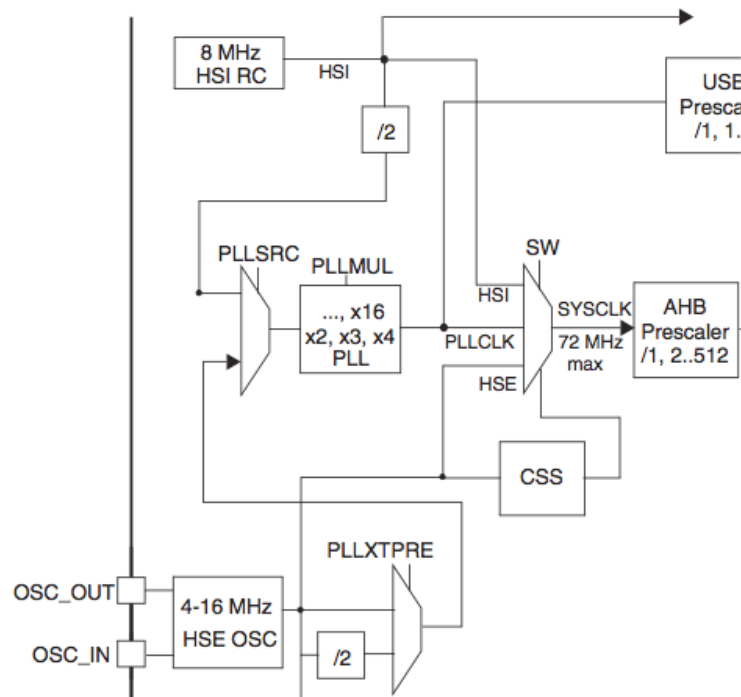 8 MHz
HSI RC
HSI
/2
USB
/1, 1..
PLLSRC
PLLMUL
..., x16
x2, x3, x4
PLL
SW
HSI
PLLCLK
HSE
SYSCLK
72 MHz
max
AHB
Prescaler
/1, 2..512
CSS
PLLXTPRE
OSC_OUT
OSC_IN
4-16 MHz
HSE OSC
/2